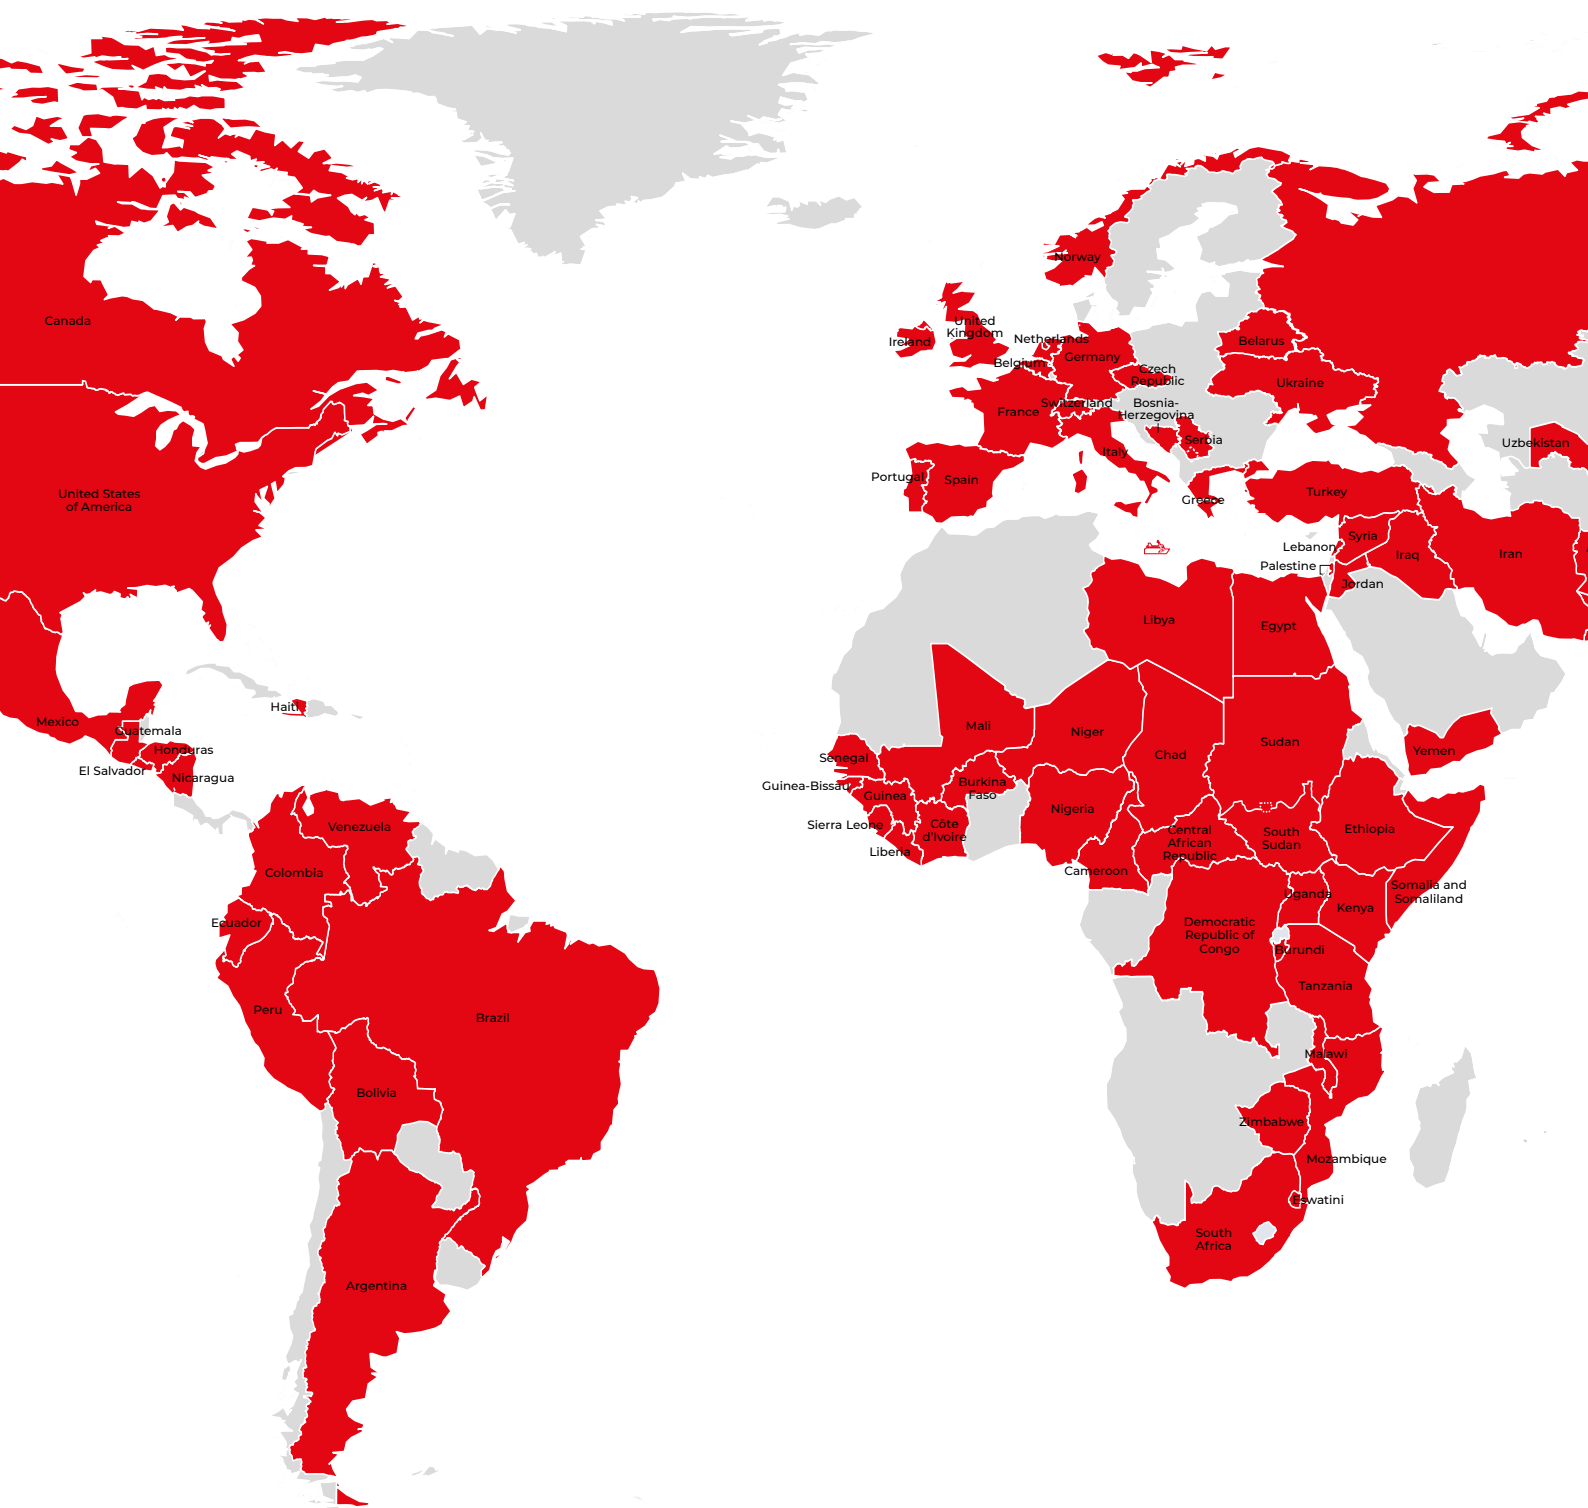 Norway
Canada
United
Kingdom
Ireland
Netherlands
Belgium
Germany
Belarus
Czech
Republic
Ukraine
France
Switzerland
Bosnia-
Herzegovina
Serbia
Uzbekistan
Italy
Portugal
Spain
Greece
Turkey
United States
of America
Syria
Lebanon
Iraq
Iran
Palestine
Jordan
Libya
Egypt
Haiti
Mexico
Guatemala
Honduras
El Salvador
Nicaragua
Mali
Niger
Chad
Sudan
Yemen
Senegal
Guinea-Bissau
Guinea
Burkina
Faso
Nigeria
Sierra Leone
Côte
d'Ivoire
Liberia
Central
African
Republic
South
Sudan
Ethiopia
Cameroon
Venezuela
Colombia
Ecuador
Uganda
Kenya
Somalia and
Somaliland
Democratic
Republic of
Congo
Burundi
Tanzania
Peru
Brazil
Malawi
Bolivia
Zimbabwe
Mozambique
Eswatini
South
Africa
Argentina